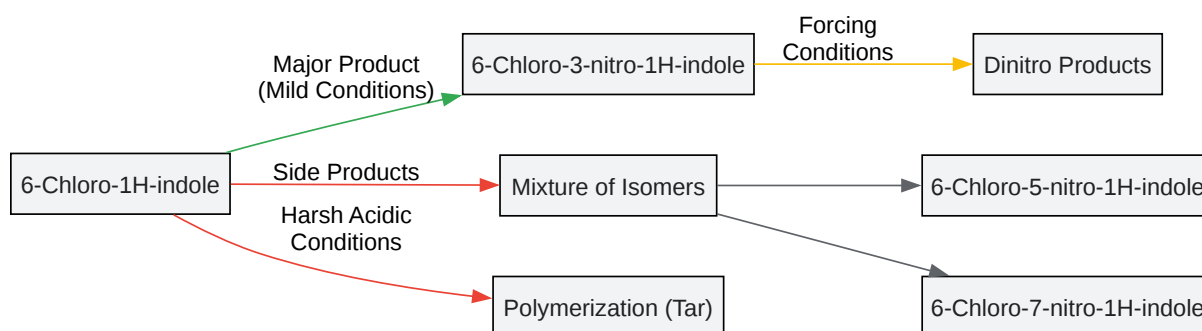 Forcing
Conditions
Major Product
(Mild Conditions)
6-Chloro-3-nitro-1H-indole
Dinitro Products
6-Chloro-1H-indole
Side Products
Mixture of Isomers
6-Chloro-5-nitro-1H-indole
Harsh Acidic
Conditions
Polymerization (Tar)
6-Chloro-7-nitro-1H-indole